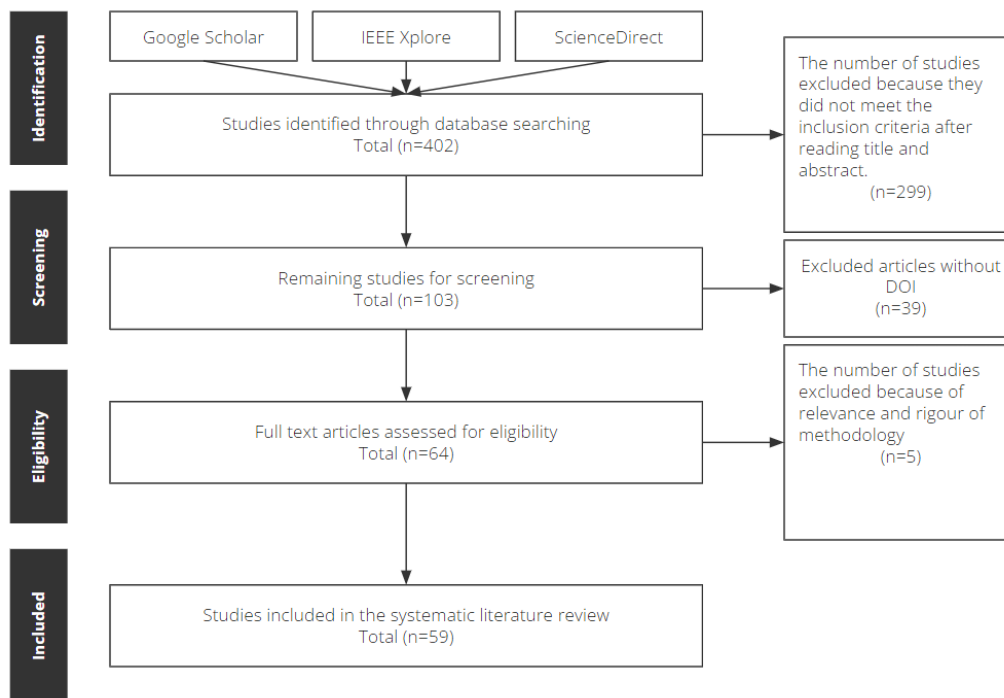 Identification
Google Scholar
IEEE Xplore
ScienceDirect
Studies identified through database searching
Total (n=402)
The number of studies
excluded because they
did not meet the
inclusion criteria after
reading title and
abstract.
(n=299)
Screening
Remaining studies for screening
Total (n=103)
Excluded articles without
DOI
(n=39)
Eligibility
Full text articles assessed for eligibility
Total (n=64)
The number of studies
excluded because of
relevance and rigour of
methodology
(n=5)
Included
Studies included in the systematic literature review
Total (n=59)